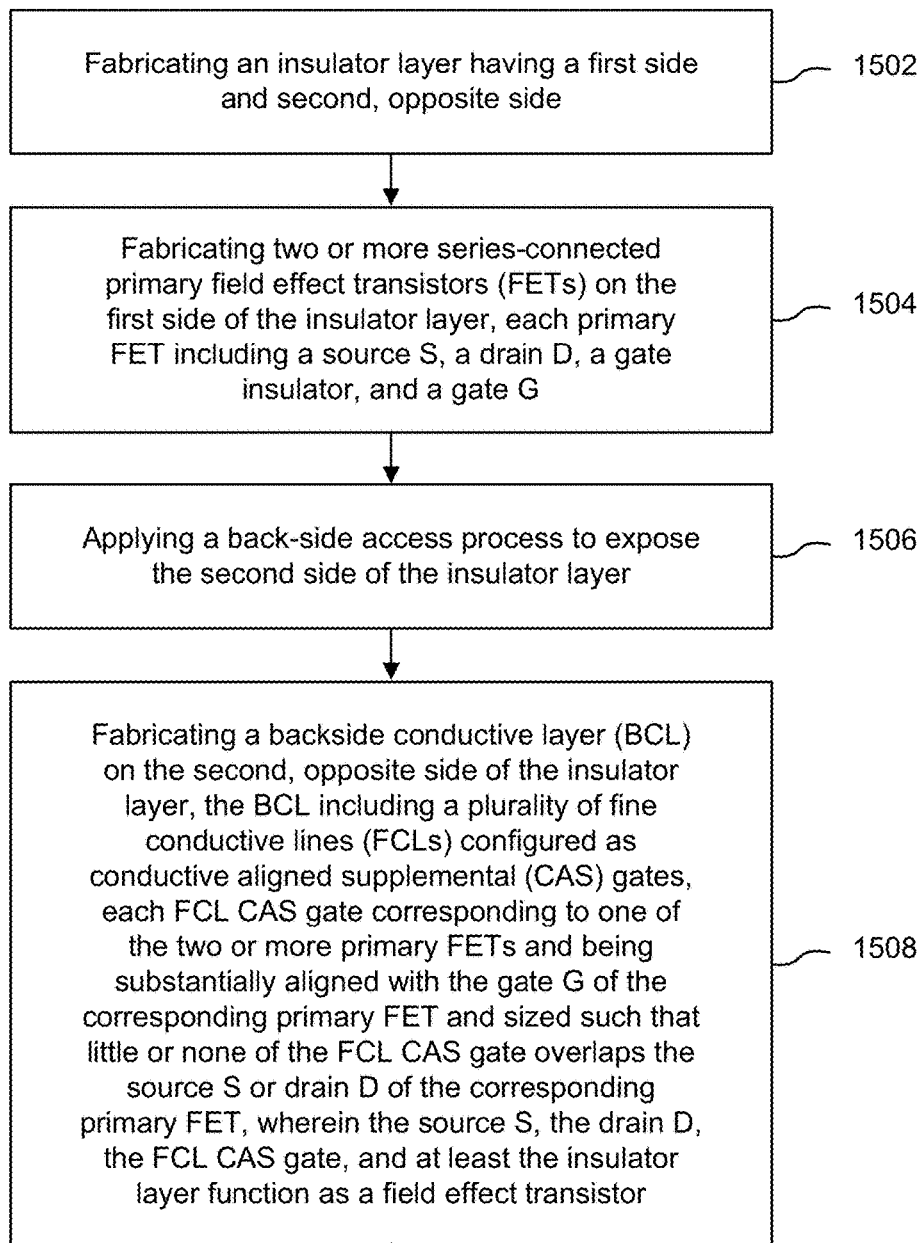 Fabricating an insulator layer having a first side
and second, opposite side
1502
Fabricating two or more series-connected
primary field effect transistors (FETs) on the
first side of the insulator layer, each primary
FET including a source S, a drain D, a gate
insulator, and a gate G
1504
Applying a back-side access process to expose
the second side of the insulator layer
1506
Fabricating a backside conductive layer (BCL)
on the second, opposite side of the insulator
layer, the BCL including a plurality of fine
conductive lines (FCLs) configured as
conductive aligned supplemental (CAS) gates,
each FCL CAS gate corresponding to one of
the two or more primary FETs and being
substantially aligned with the gate G of the
corresponding primary FET and sized such that
little or none of the FCL CAS gate overlaps the
source S or drain D of the corresponding
primary FET, wherein the source S, the drain D,
the FCL CAS gate, and at least the insulator
layer function as a field effect transistor
1508